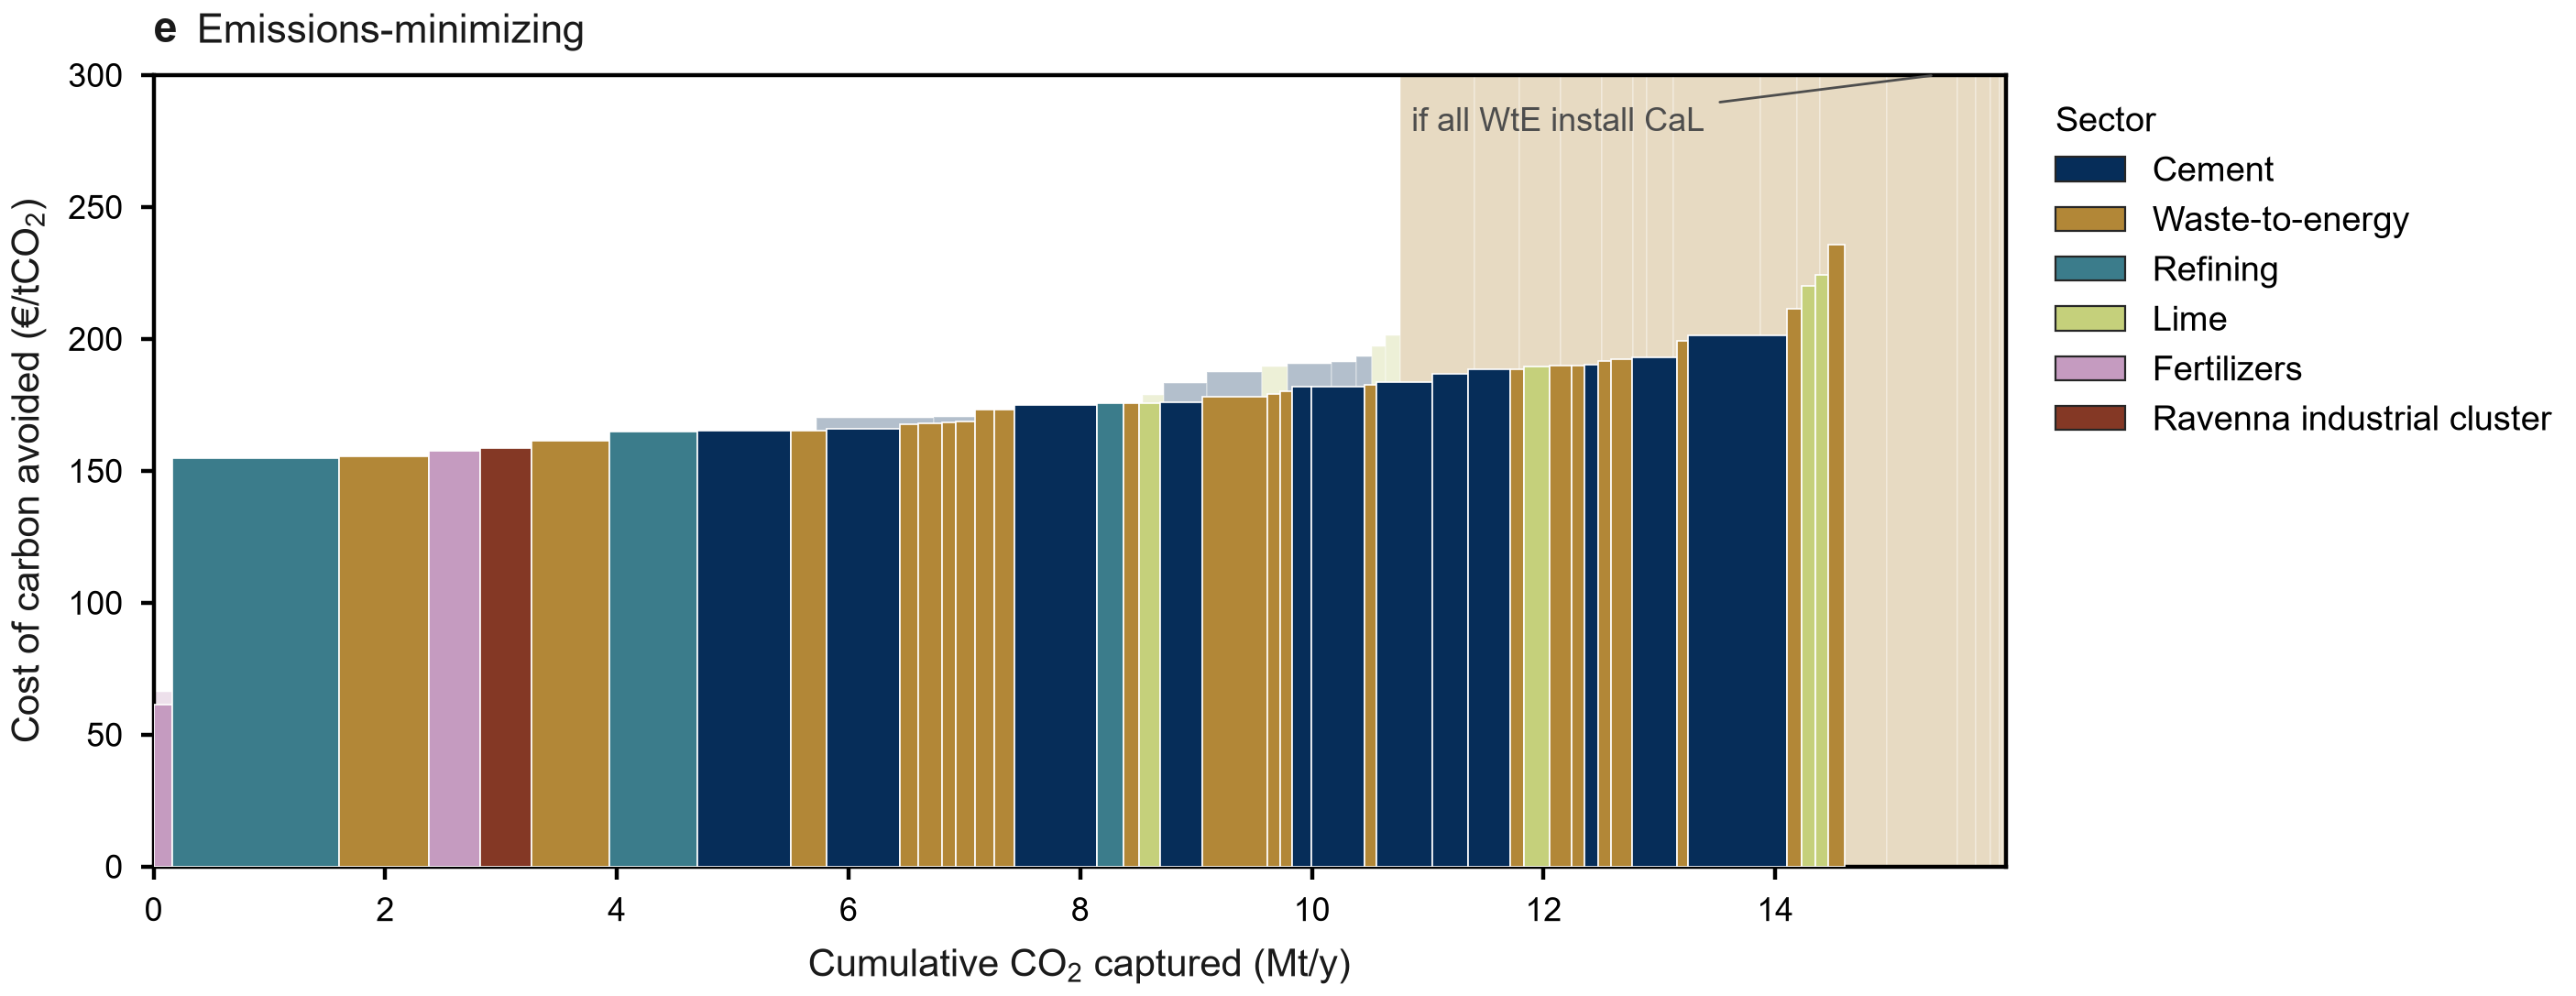 e Emissions-minimizing
300
250
200
150
100
50
0
Cost of carbon avoided (€/tCO₂)
if all WtE install CaL
0 2 4 6 8 10 12 14
Cumulative CO₂ captured (Mt/y)
Sector
Cement
Waste-to-energy
Refining
Lime
Fertilizers
Ravenna industrial cluster